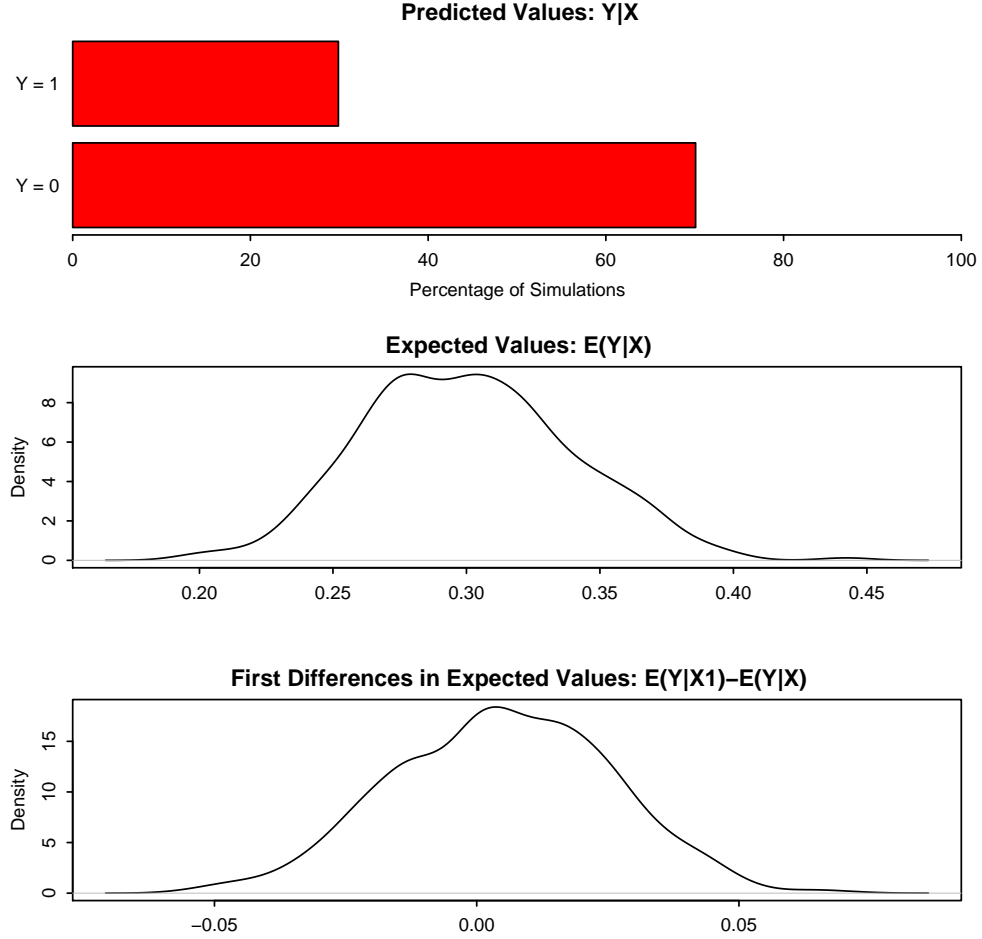 Predicted Values: Y|X
Y = 1
Y = 0
0 20 40 60 80 100
Percentage of Simulations
Expected Values: E(Y|X)
Density
0 2 4 6 8
0.20 0.25 0.30 0.35 0.40 0.45
First Differences in Expected Values: E(Y|X1)−E(Y|X)
Density
0 5 10 15
−0.05 0.00 0.05